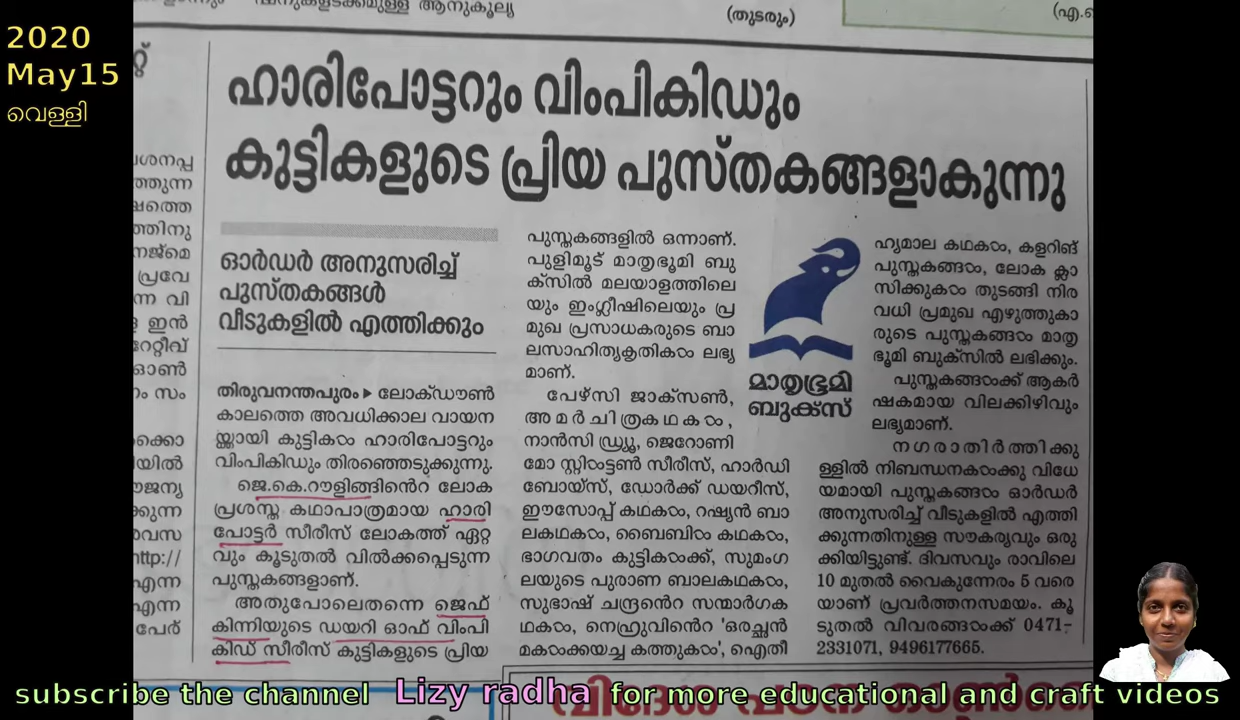 2020
May15
വെള്ളി
(തുടരും)
ഹാരിപോട്ടറും വിംപികിഡും
കുട്ടികളുടെ പ്രിയ പുസ്തകങ്ങളാകുന്നു
ഓർഡർ അനുസരിച്ച്
പുസ്തകങ്ങൾ
വീടുകളിൽ എത്തിക്കും
തിരുവനന്തപുരം ▸ ലോക്ഡൗൺ
കാലത്തെ അവധിക്കാല വായന
യ്ക്കായി കുട്ടികൾ ഹാരിപോട്ടറും
വിംപികിഡും തിരഞ്ഞെടുക്കുന്നു.
ജെ.കെ.റൗളിങ്ങിൻെറ ലോക
പ്രശസ്ത കഥാപാത്രമായ ഹാരി
പോട്ടർ സീരീസ് ലോകത്ത് ഏറ്റ
വും കൂടുതൽ വിൽക്കപ്പെടുന്ന
പുസ്തകങ്ങളാണ്.
അതുപോലെതന്നെ ജെഫ്
കിന്നിയുടെ ഡയറി ഓഫ് വിംപി
കിഡ് സീരീസ് കുട്ടികളുടെ പ്രിയ
പുസ്തകങ്ങളിൽ ഒന്നാണ്.
പുളിമൂട് മാതൃഭൂമി ബു
ക്സിൽ മലയാളത്തിലെ
യും ഇംഗ്ലീഷിലെയും പ്ര
മുഖ പ്രസാധകരുടെ ബാ
ലസാഹിത്യകൃതികൾ ലഭ്യ
മാണ്.
പേഴ്സി ജാക്സൺ,
അമർചിത്രകഥകൾ,
നാൻസി ഡ്ര്യൂ, ജെറോണി
മോ സ്റ്റിൾട്ടൺ സീരീസ്, ഹാർഡി
ബോയ്സ്, ഡോർക്ക് ഡയറീസ്,
ഈസോപ്പ് കഥകൾ, റഷ്യൻ ബാ
ലകഥകൾ, ബൈബിൾ കഥകൾ,
ഭാഗവതം കുട്ടികൾക്ക്, സുമംഗ
ലയുടെ പുരാണ ബാലകഥകൾ,
സുഭാഷ് ചന്ദ്രൻെറ സന്മാർഗക
ഥകൾ, നെഹ്രുവിൻെറ 'ഒരച്ഛൻ
മകൾക്കയച്ച കത്തുകൾ', ഐതീ
മാതൃഭൂമി
ബുക്സ്
ഹ്യമാല കഥകൾ, കളറിങ്
പുസ്തകങ്ങൾ, ലോക ക്ലാ
സിക്കുകൾ തുടങ്ങി നിര
വധി പ്രമുഖ എഴുത്തുകാ
രുടെ പുസ്തകങ്ങൾ മാതൃ
ഭൂമി ബുക്സിൽ ലഭിക്കും.
പുസ്തകങ്ങൾക്ക് ആകർ
ഷകമായ വിലക്കിഴിവും
ലഭ്യമാണ്.
നഗരാതിർത്തിക്കു
ള്ളിൽ നിബന്ധനകൾക്കു വിധേ
യമായി പുസ്തകങ്ങൾ ഓർഡർ
അനുസരിച്ച് വീടുകളിൽ എത്തി
ക്കുന്നതിനുള്ള സൗകര്യവും ഒരു
ക്കിയിട്ടുണ്ട്. ദിവസവും രാവിലെ
10 മുതൽ വൈകുന്നേരം 5 വരെ
യാണ് പ്രവർത്തനസമയം. കൂ
ടുതൽ വിവരങ്ങൾക്ക് 0471-
2331071, 9496177665.
subscribe the channel Lizy radha for more educational and craft videos